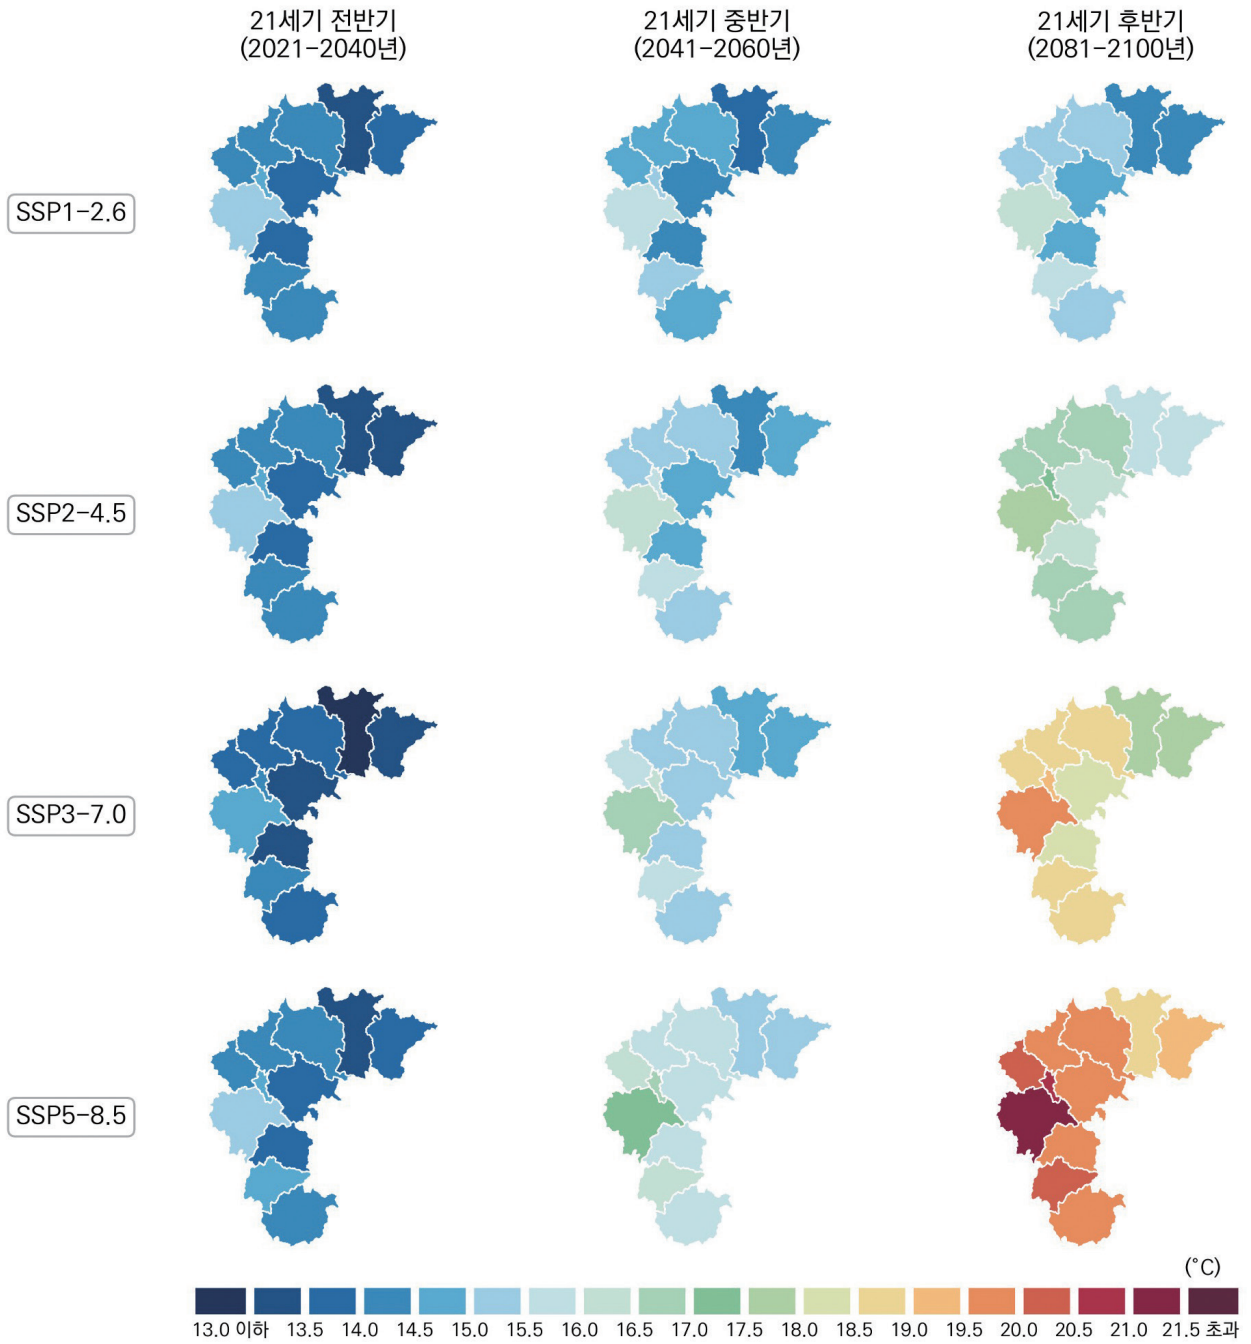 21세기 전반기
(2021-2040년)
21세기 중반기
(2041-2060년)
21세기 후반기
(2081-2100년)
SSP1-2.6
SSP2-4.5
SSP3-7.0
SSP5-8.5
(°C)
13.0 이하 13.5 14.0 14.5 15.0 15.5 16.0 16.5 17.0 17.5 18.0 18.5 19.0 19.5 20.0 20.5 21.0 21.5 초과